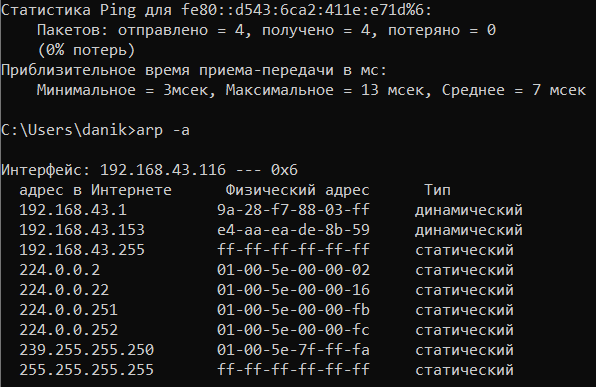 Статистика Ping для fe80::d543:6ca2:411e:e71d%6:
Пакетов: отправлено = 4, получено = 4, потеряно = 0
(0% потерь)
Приблизительное время приема-передачи в мс:
Минимальное = 3мсек, Максимальное = 13 мсек, Среднее = 7 мсек
C:\Users\danik>arp -a
Интерфейс: 192.168.43.116 --- 0x6
адрес в Интернете Физический адрес Тип
192.168.43.1 9a-28-f7-88-03-ff динамический
192.168.43.153 e4-aa-ea-de-8b-59 динамический
192.168.43.255 ff-ff-ff-ff-ff-ff статический
224.0.0.2 01-00-5e-00-00-02 статический
224.0.0.22 01-00-5e-00-00-16 статический
224.0.0.251 01-00-5e-00-00-fb статический
224.0.0.252 01-00-5e-00-00-fc статический
239.255.255.250 01-00-5e-7f-ff-fa статический
255.255.255.255 ff-ff-ff-ff-ff-ff статический